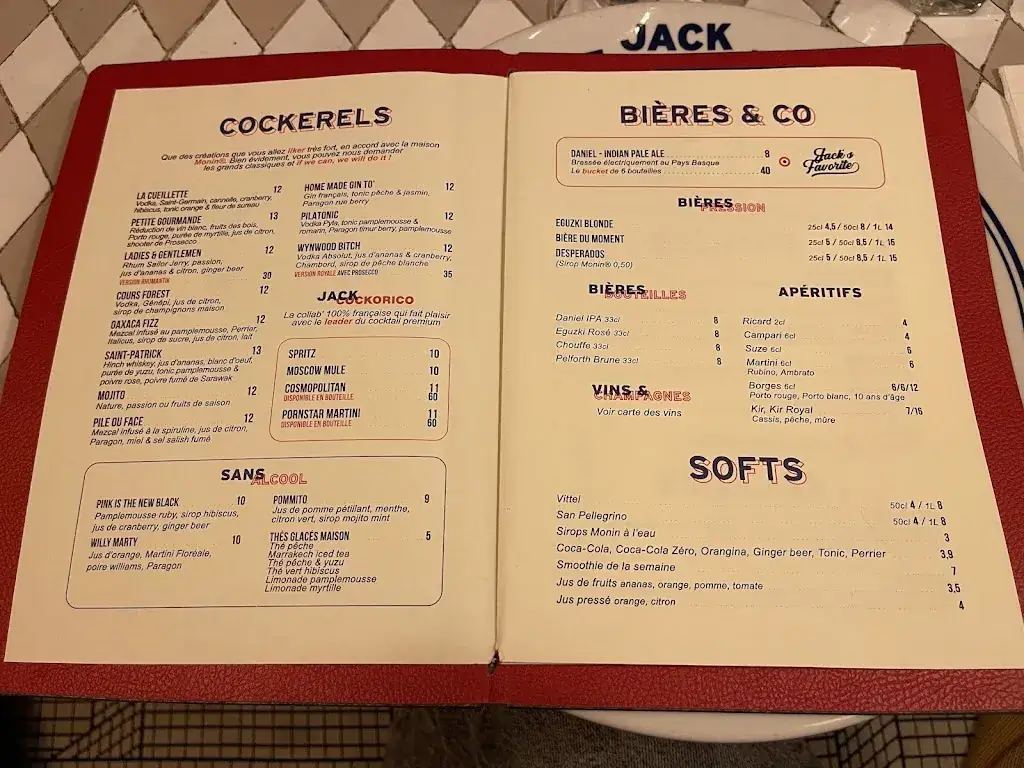 JACK
COCKERELS
Que des créations que vous allez liker très fort, en accord avec la maison
Monin®. Bien évidement, vous pouvez nous demander
les grands classiques et if we can, we will do it !
LA CUEILLETTE 12
Vodka, Saint-Germain, cannelle, cranberry,
hibiscus, tonic orange & fleur de sureau
PETITE GOURMANDE 13
Réduction de vin blanc, fruits des bois,
Porto rouge, purée de myrtille, jus de citron,
shooter de Prosecco
LADIES & GENTLEMEN 12
Rhum Sailor Jerry, passion,
jus d'ananas & citron, ginger beer
VERSION RHUMANTIK 30
COURS FOREST 12
Vodka, Génépi, jus de citron,
sirop de champignons maison
OAXACA FIZZ 12
Mezcal infusé au pamplemousse, Perrier,
Italicus, sirop de sucre, jus de citron, lait
SAINT-PATRICK 13
Hinch whiskey, jus d'ananas, blanc d'oeuf,
purée de yuzu, tonic pamplemousse &
poivre rose, poivre fumé de Sarawak
MOJITO 12
Nature, passion ou fruits de saison
PILE OU FACE 12
Mezcal infusé à la spiruline, jus de citron,
Paragon, miel & sel salish fumé
HOME MADE GIN TO' 12
Gin français, tonic pêche & jasmin,
Paragon rue berry
PILATONIC 12
Vodka Pyla, tonic pamplemousse &
romarin, Paragon timur berry, pamplemousse
WYNWOOD BITCH 12
Vodka Absolut, jus d'ananas & cranberry,
Chambord, sirop de pêche blanche
VERSION ROYALE AVEC PROSECCO 35
JACK COCKORICO
La collab' 100% française qui fait plaisir
avec le leader du cocktail premium
SPRITZ 10
MOSCOW MULE 10
COSMOPOLITAN 11
DISPONIBLE EN BOUTEILLE 60
PORNSTAR MARTINI 11
DISPONIBLE EN BOUTEILLE 60
SANS ALCOOL
PINK IS THE NEW BLACK 10
Pamplemousse ruby, sirop hibiscus,
jus de cranberry, ginger beer
WILLY MARTY 10
Jus d'orange, Martini Floréale,
poire williams, Paragon
POMMITO 9
Jus de pomme pétillant, menthe,
citron vert, sirop mojito mint
THÉS GLACÉS MAISON 5
Thé pêche
Marrakech iced tea
Thé pêche & yuzu
Thé vert hibiscus
Limonade pamplemousse
Limonade myrtille
BIÈRES & CO
DANIEL - INDIAN PALE ALE 8
Brassée électriquement au Pays Basque
Le bucket de 6 bouteilles 40
Jack's
Favorite
BIÈRES PRESSION
EGUZKI BLONDE 25cl 4,5 / 50cl 8 / 1L 14
BIÈRE DU MOMENT 25cl 5 / 50cl 8,5 / 1L 15
DESPERADOS 25cl 5 / 50cl 8,5 / 1L 15
(Sirop Monin® 0,50)
BIÈRES BOUTEILLES
Daniel IPA 33cl 8
Eguzki Rosé 33cl 8
Chouffe 33cl 8
Pelforth Brune 33cl 8
VINS & CHAMPAGNES
Voir carte des vins
APÉRITIFS
Ricard 2cl 4
Campari 6cl 4
Suze 6cl 6
Martini 6cl 6
Rubino, Ambrato
Borges 6cl 6/6/12
Porto rouge, Porto blanc, 10 ans d'âge
Kir, Kir Royal 7/16
Cassis, pêche, mûre
SOFTS
Vittel 50cl 4 / 1L 8
San Pellegrino 50cl 4 / 1L 8
Sirops Monin à l'eau 3
Coca-Cola, Coca-Cola Zéro, Orangina, Ginger beer, Tonic, Perrier 3,9
Smoothie de la semaine 7
Jus de fruits ananas, orange, pomme, tomate 3,5
Jus pressé orange, citron 4